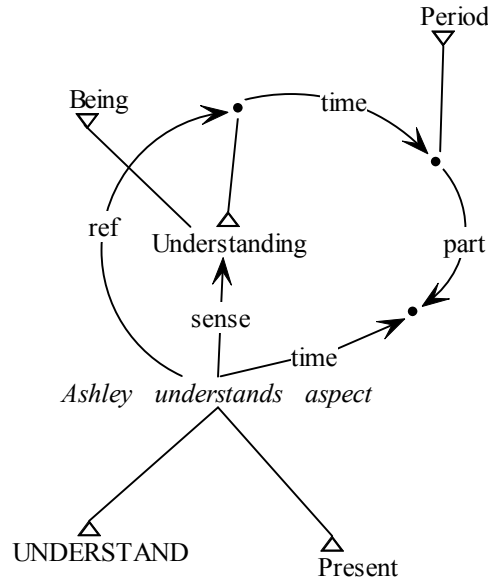 Period
Being
time
ref
Understanding
part
sense
time
Ashley understands aspect
UNDERSTAND
Present